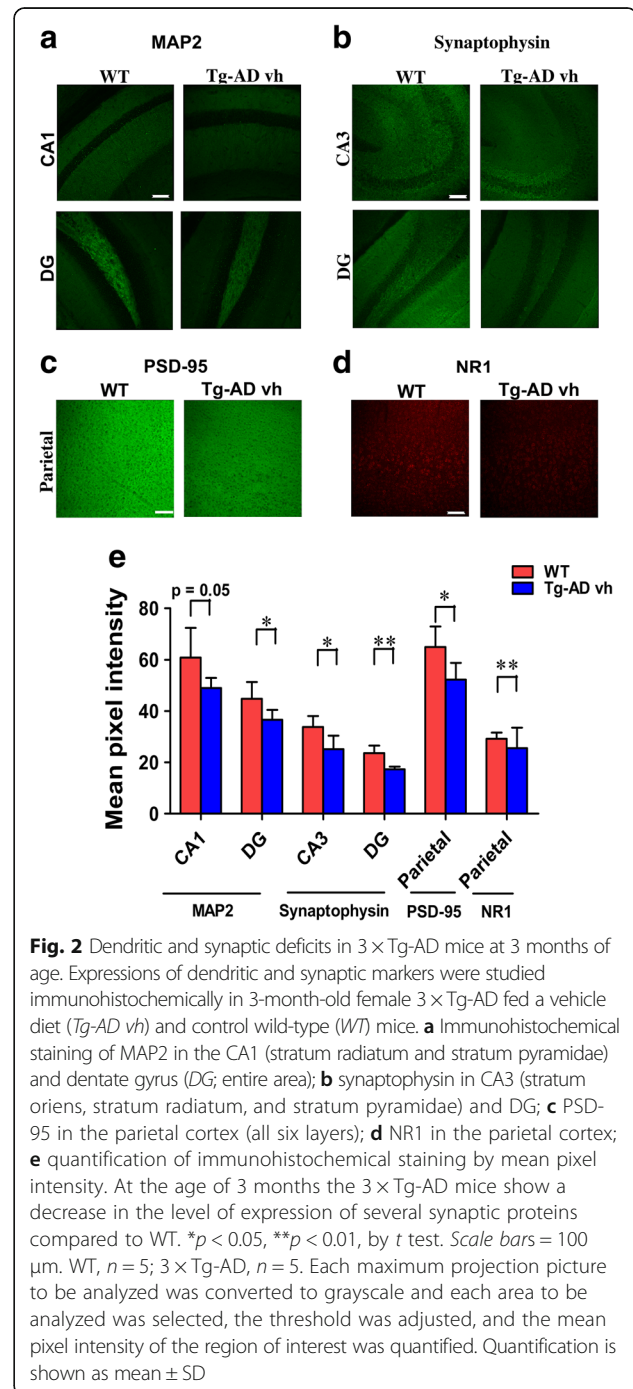 a
MAP2
WT Tg-AD vh
CA1
DG
b
Synaptophysin
WT Tg-AD vh
CA3
DG
c
PSD-95
WT Tg-AD vh
Parietal
d
NR1
WT Tg-AD vh
e
WT
Tg-AD vh
Mean pixel intensity
80
60
40
20
0
p = 0.05
*
*
**
*
**
CA1 DG CA3 DG Parietal Parietal
MAP2 Synaptophysin PSD-95 NR1
Fig. 2 Dendritic and synaptic deficits in 3 × Tg-AD mice at 3 months of
age. Expressions of dendritic and synaptic markers were studied
immunohistochemically in 3-month-old female 3 × Tg-AD fed a vehicle
diet (Tg-AD vh) and control wild-type (WT) mice. a Immunohistochemical
staining of MAP2 in the CA1 (stratum radiatum and stratum pyramidae)
and dentate gyrus (DG; entire area); b synaptophysin in CA3 (stratum
oriens, stratum radiatum, and stratum pyramidae) and DG; c PSD-
95 in the parietal cortex (all six layers); d NR1 in the parietal cortex;
e quantification of immunohistochemical staining by mean pixel
intensity. At the age of 3 months the 3 × Tg-AD mice show a
decrease in the level of expression of several synaptic proteins
compared to WT. *p < 0.05, **p < 0.01, by t test. Scale bars = 100
μm. WT, n = 5; 3 × Tg-AD, n = 5. Each maximum projection picture
to be analyzed was converted to grayscale and each area to be
analyzed was selected, the threshold was adjusted, and the mean
pixel intensity of the region of interest was quantified. Quantification is
shown as mean ± SD